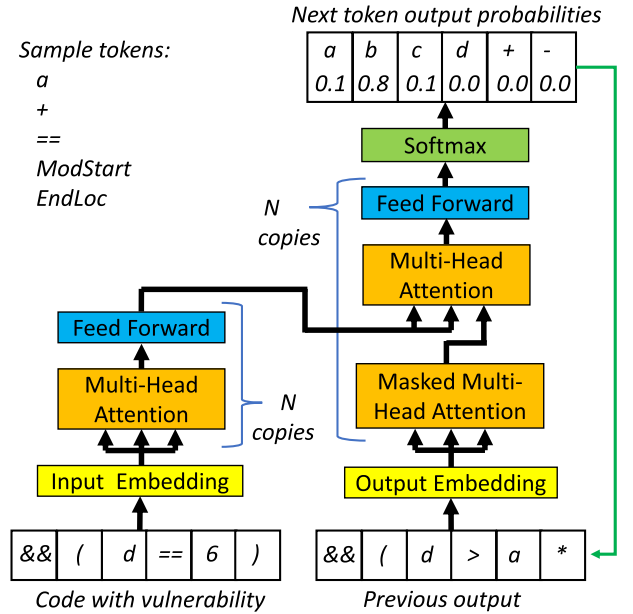 Next token output probabilities
Sample tokens:
a
+
==
ModStart
EndLoc
a b c d + -
0.1 0.8 0.1 0.0 0.0 0.0
Softmax
N
copies
Feed Forward
Multi-Head
Attention
Feed Forward
Multi-Head
Attention
N
copies
Masked Multi-
Head Attention
Input Embedding
Output Embedding
&& ( d == 6 )
&& ( d > a *
Code with vulnerability
Previous output